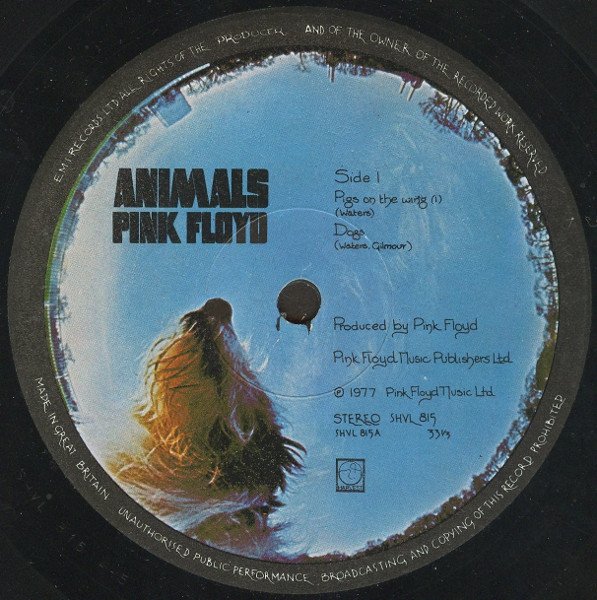 E.M.I RECORDS LTD. ALL RIGHTS OF THE PRODUCER AND OF THE OWNER OF THE RECORDED WORK RESERVED
ANIMALS
PINK FLOYD
Side 1
Pigs on the wing (1)
(Waters)
Dogs
(Waters, Gilmour)
Produced by Pink Floyd
Pink Floyd Music Publishers Ltd.
℗ 1977 Pink Floyd Music Ltd.
STEREO SHVL 815
SHVL 815A 33⅓
MADE IN GREAT BRITAIN UNAUTHORISED PUBLIC PERFORMANCE BROADCASTING AND COPYING OF THIS RECORD PROHIBITED